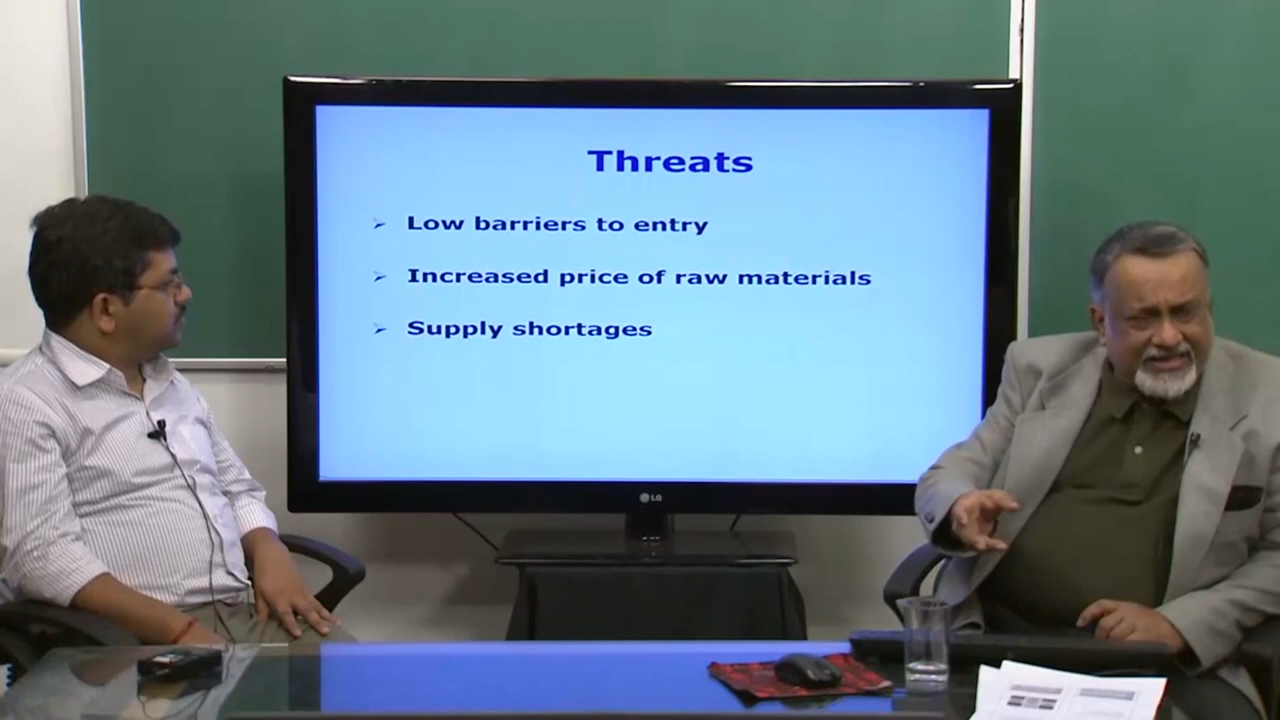 Threats
Low barriers to entry
Increased price of raw materials
Supply shortages
LG